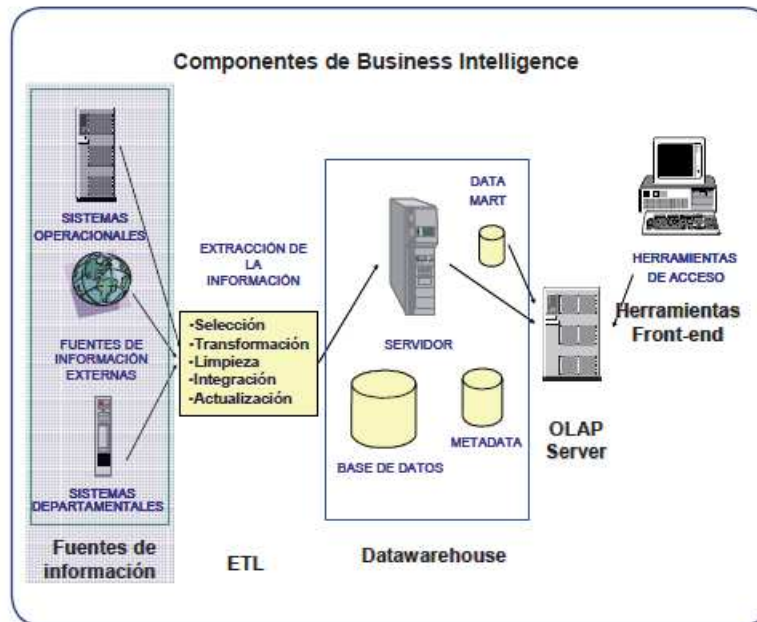 Componentes de Business Intelligence
SISTEMAS
OPERACIONALES
FUENTES DE
INFORMACIÓN
EXTERNAS
SISTEMAS
DEPARTAMENTALES
Fuentes de
información
EXTRACCIÓN DE
LA
INFORMACIÓN
•Selección
•Transformación
•Limpieza
•Integración
•Actualización
ETL
DATA
MART
SERVIDOR
BASE DE DATOS
METADATA
Datawarehouse
OLAP
Server
HERRAMIENTAS
DE ACCESO
Herramientas
Front-end